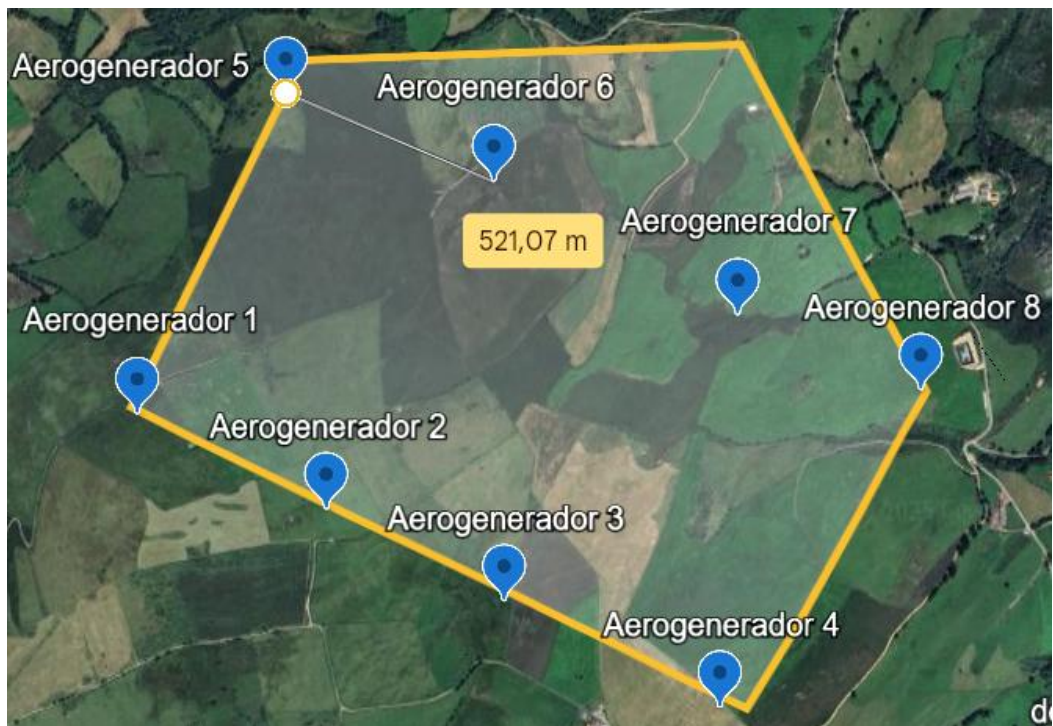 Aerogenerador 5
Aerogenerador 6
Aerogenerador 7
521,07 m
Aerogenerador 1
Aerogenerador 8
Aerogenerador 2
Aerogenerador 3
Aerogenerador 4